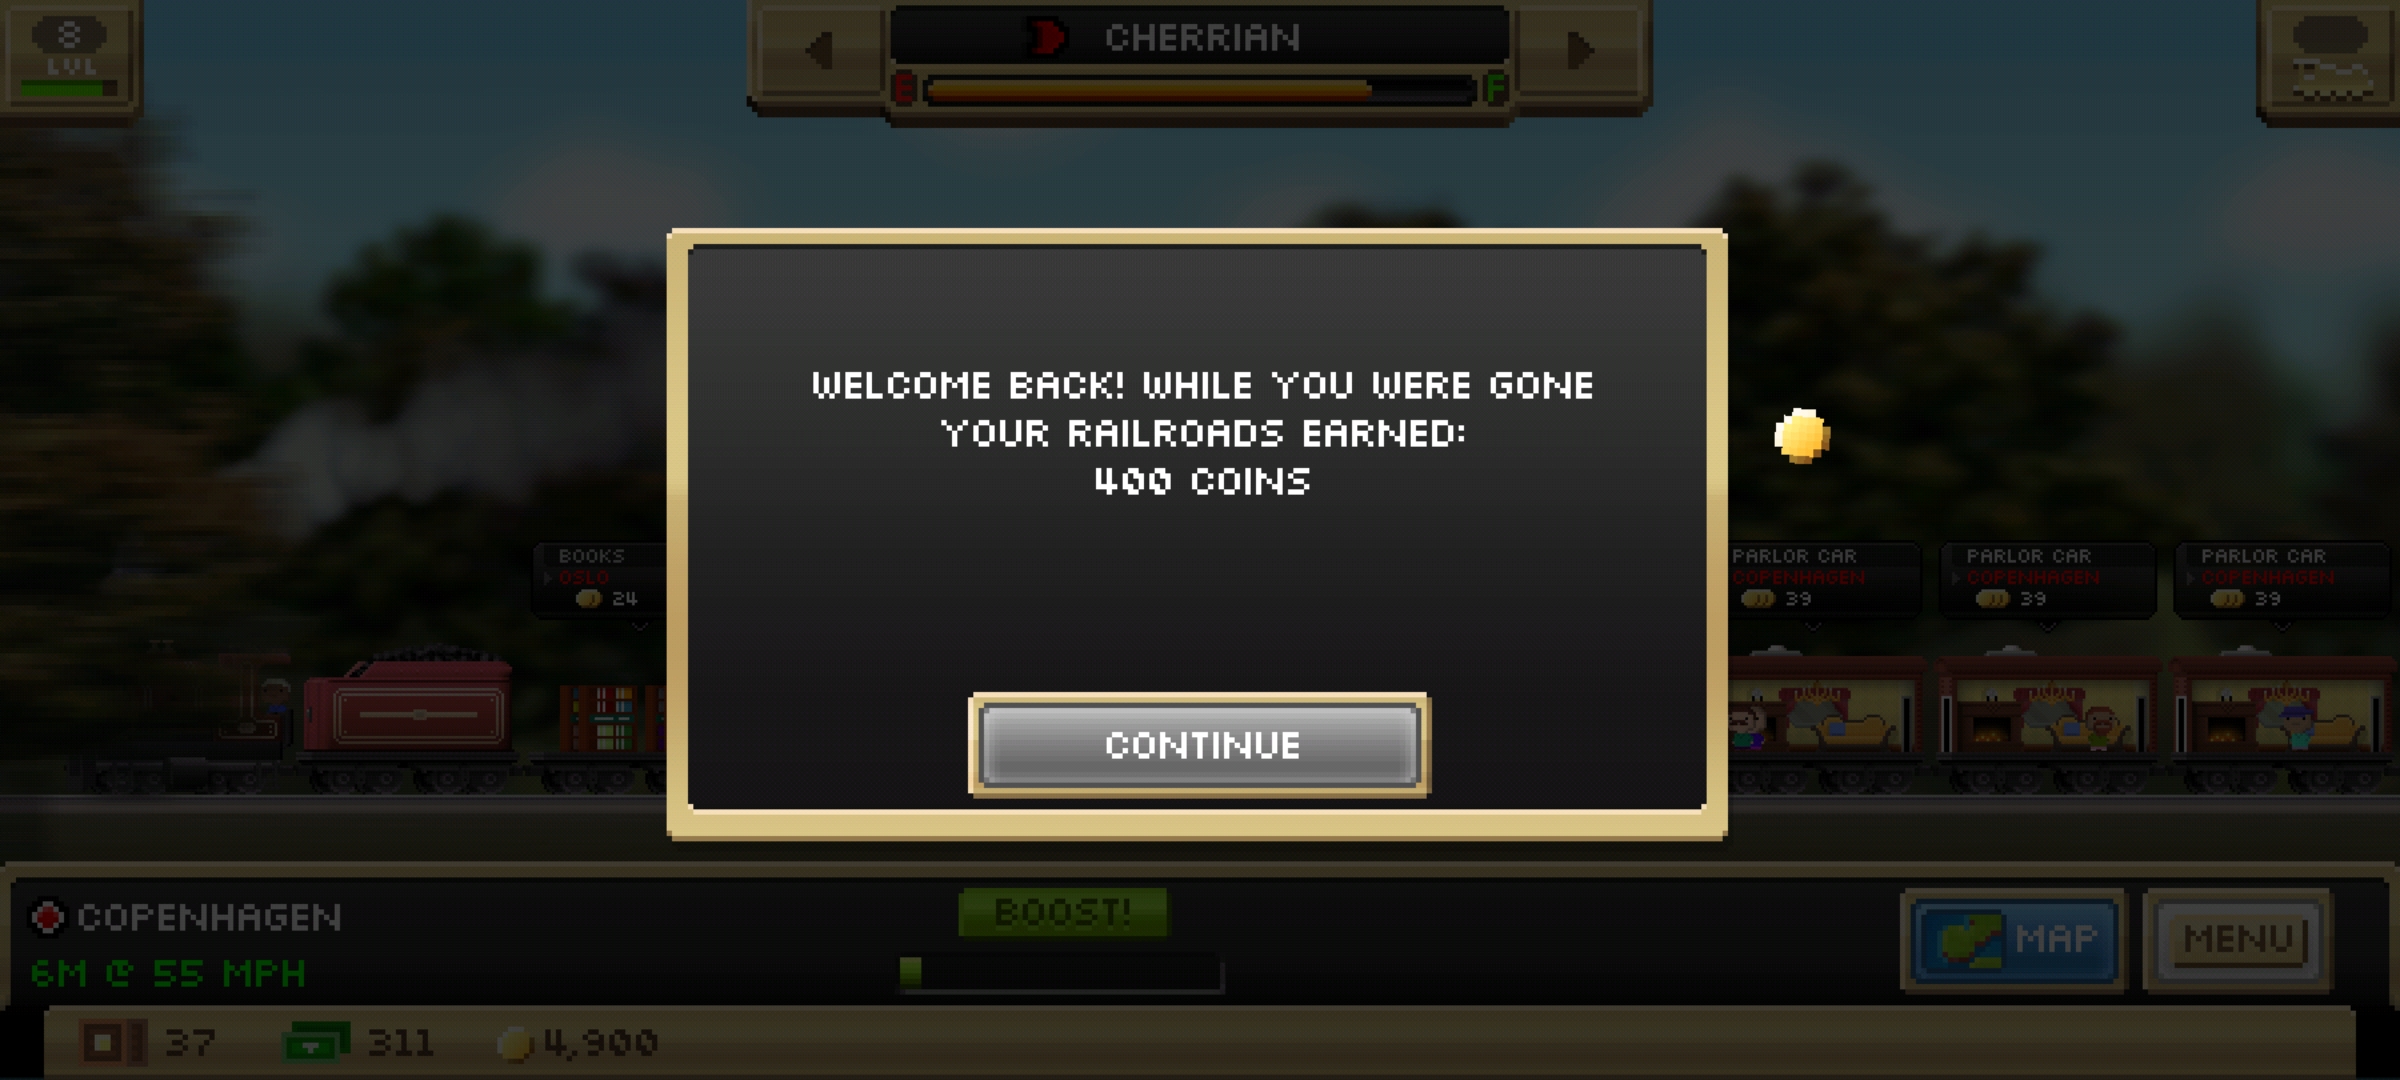 8
LVL
CHERRIAN
E
F
WELCOME BACK! WHILE YOU WERE GONE
YOUR RAILROADS EARNED:
400 COINS
CONTINUE
BOOKS
OSLO
24
PARLOR CAR
COPENHAGEN
39
PARLOR CAR
COPENHAGEN
39
PARLOR CAR
COPENHAGEN
39
COPENHAGEN
6M @ 55 MPH
BOOST!
MAP
MENU
37
311
4,900